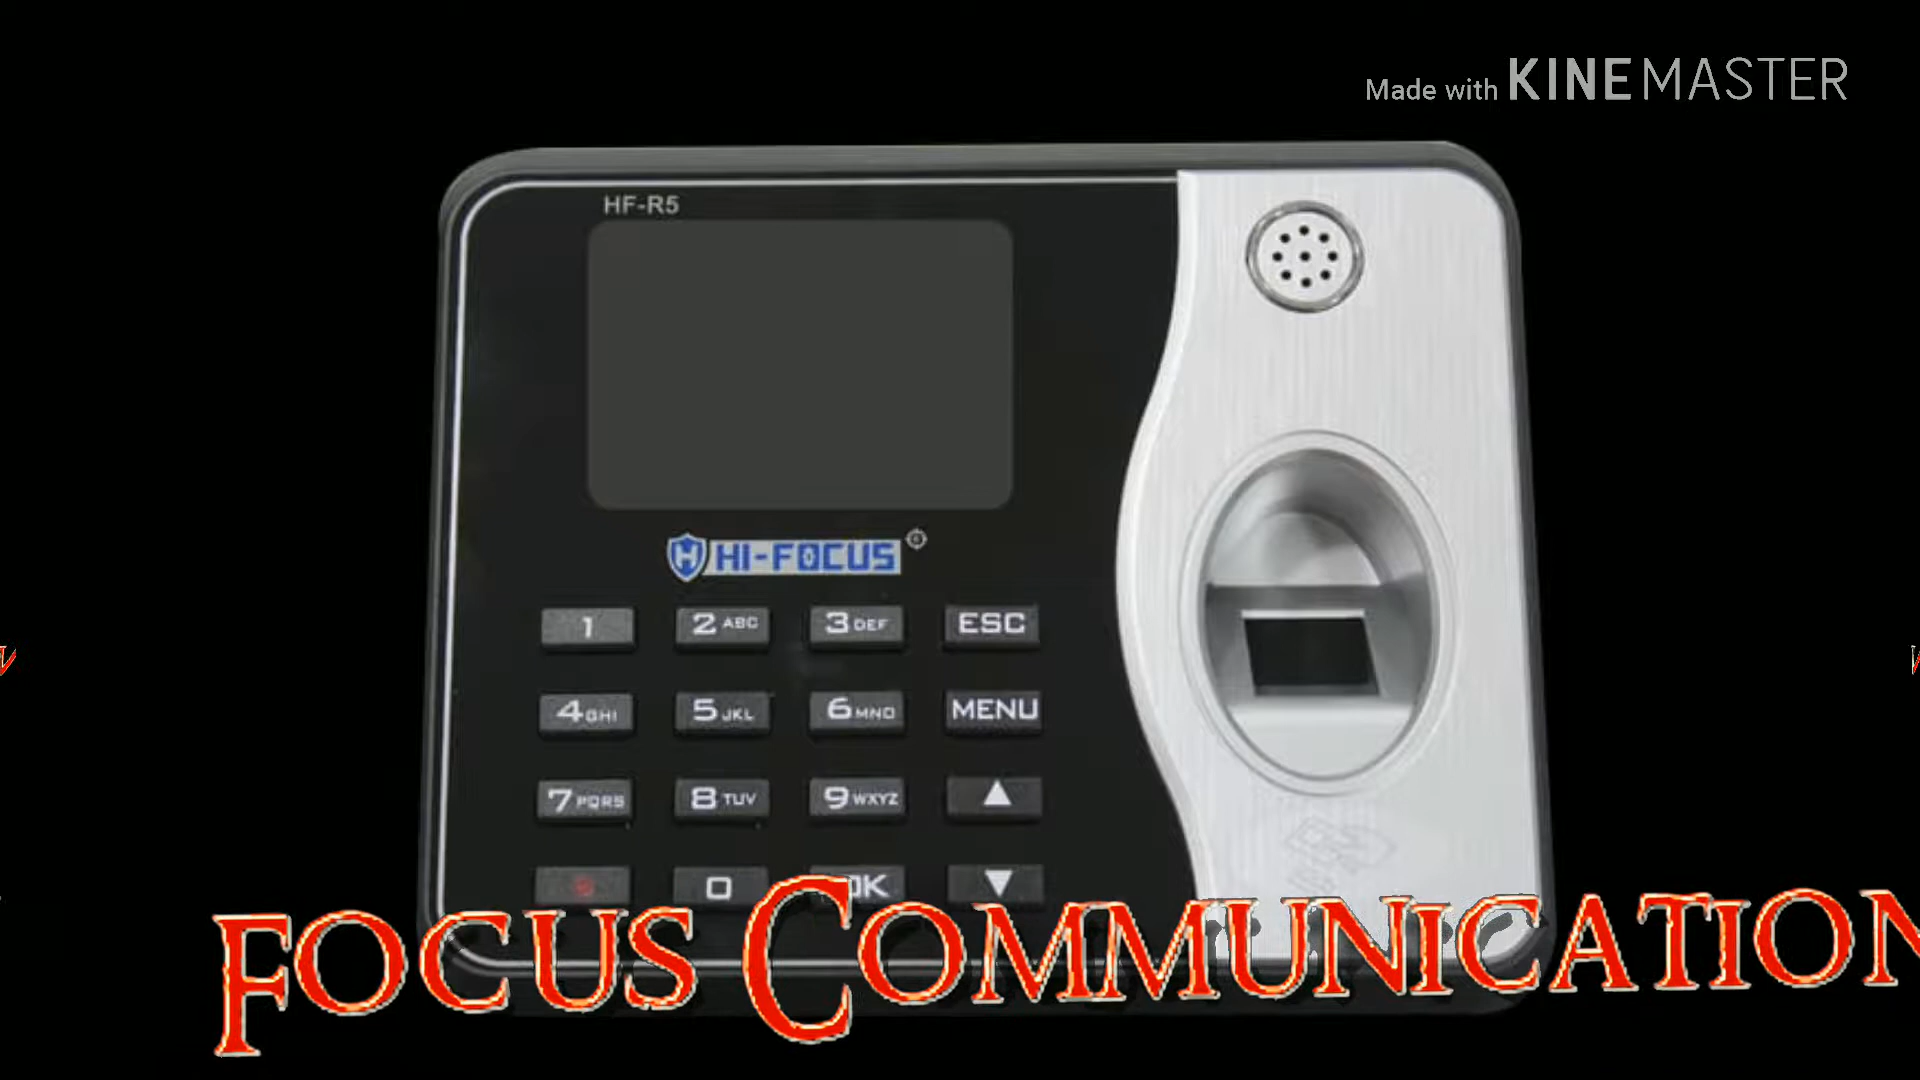 Made with KINEMASTER
HF-R5
HI-FOCUS
1 2 ABC 3 DEF ESC
4 GHI 5 JKL 6 MNO MENU
7 PQRS 8 TUV 9 WXYZ
0 OK
FOCUS COMMUNICATION